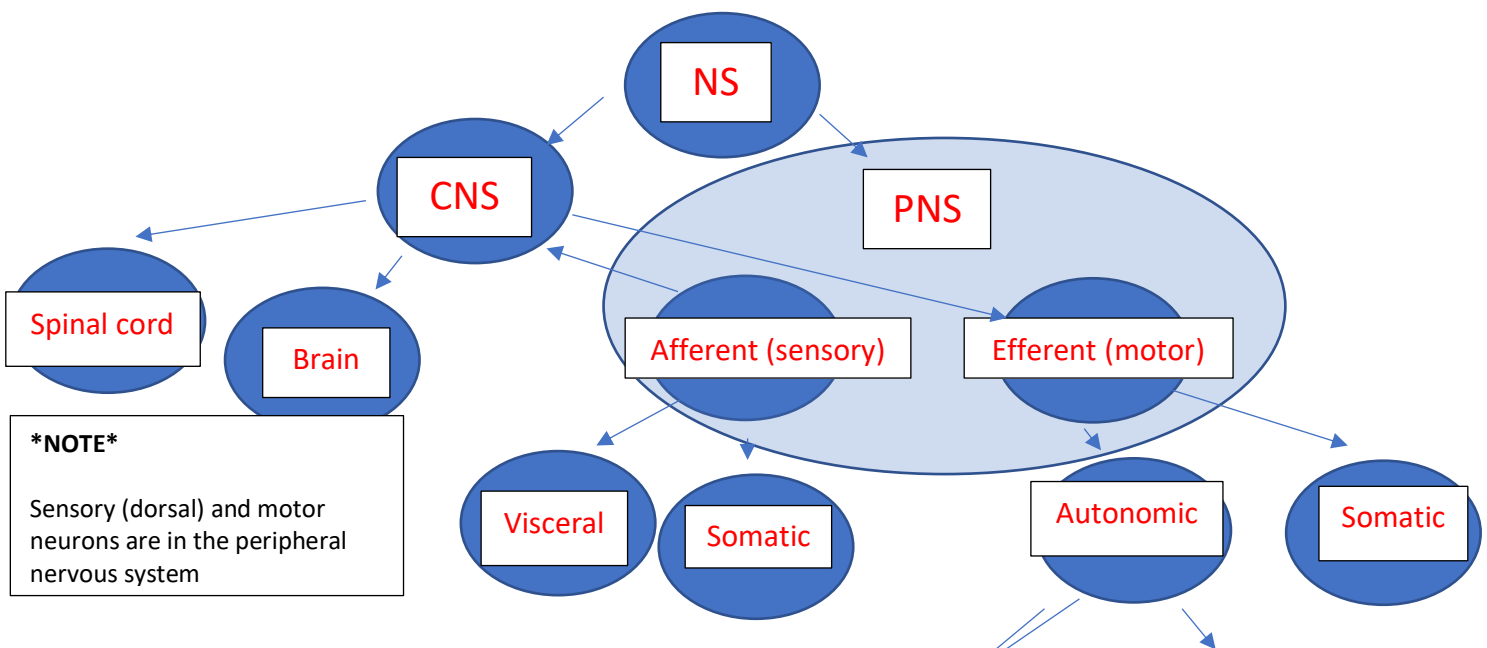 NS
CNS
PNS
Spinal cord
Brain
Afferent (sensory)
Efferent (motor)
*NOTE*
Sensory (dorsal) and motor
neurons are in the peripheral
nervous system
Visceral
Somatic
Autonomic
Somatic